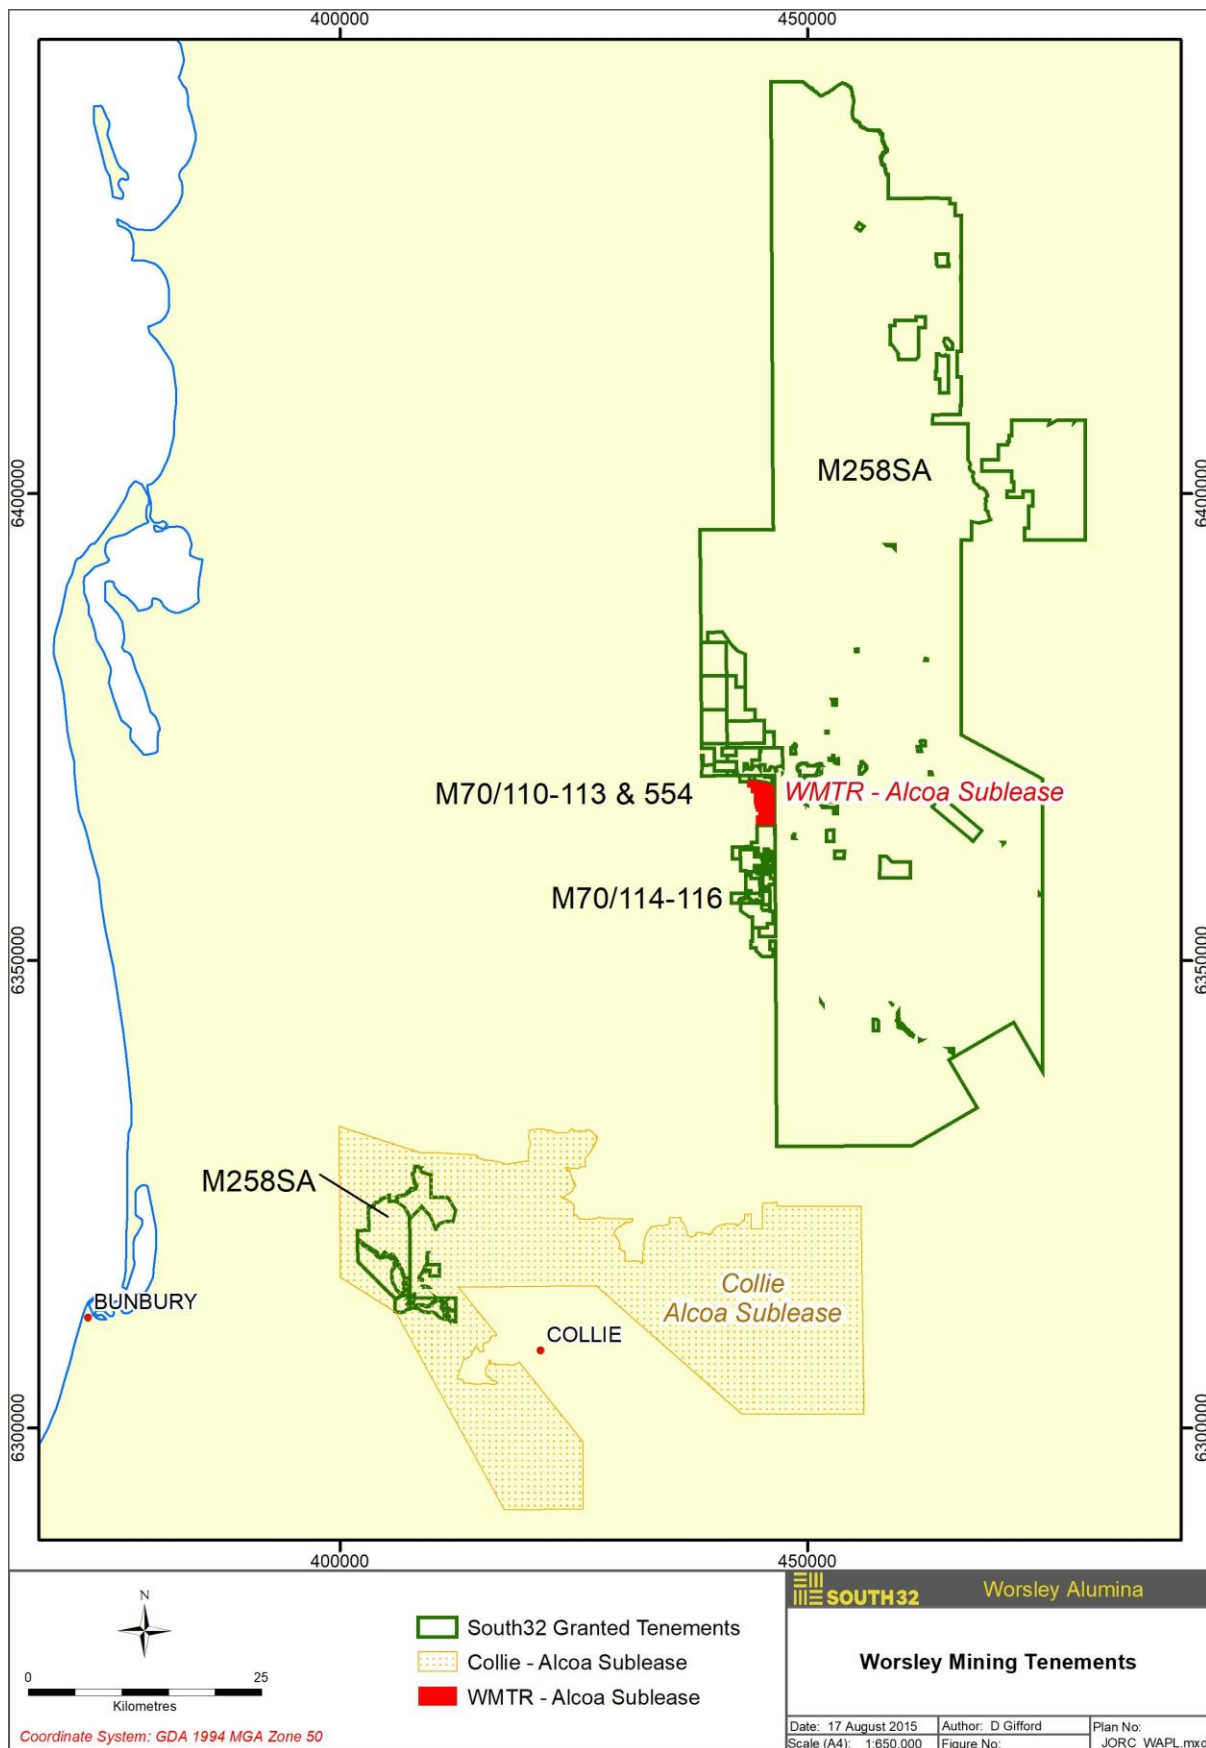 400000
450000
6400000
6400000
M258SA
M70/110-113 & 554
WMTR - Alcoa Sublease
M70/114-116
6350000
6350000
M258SA
Collie
Alcoa Sublease
BUNBURY
COLLIE
6300000
6300000
400000
450000
N
0
25
Kilometres
Coordinate System: GDA 1994 MGA Zone 50
South32 Granted Tenements
Collie - Alcoa Sublease
WMTR - Alcoa Sublease
SOUTH32
Worsley Alumina
Worsley Mining Tenements
Date: 17 August 2015
Author: D Gifford
Plan No:
Scale (A4): 1:650,000
Figure No:
JORC_WAPL.mxd